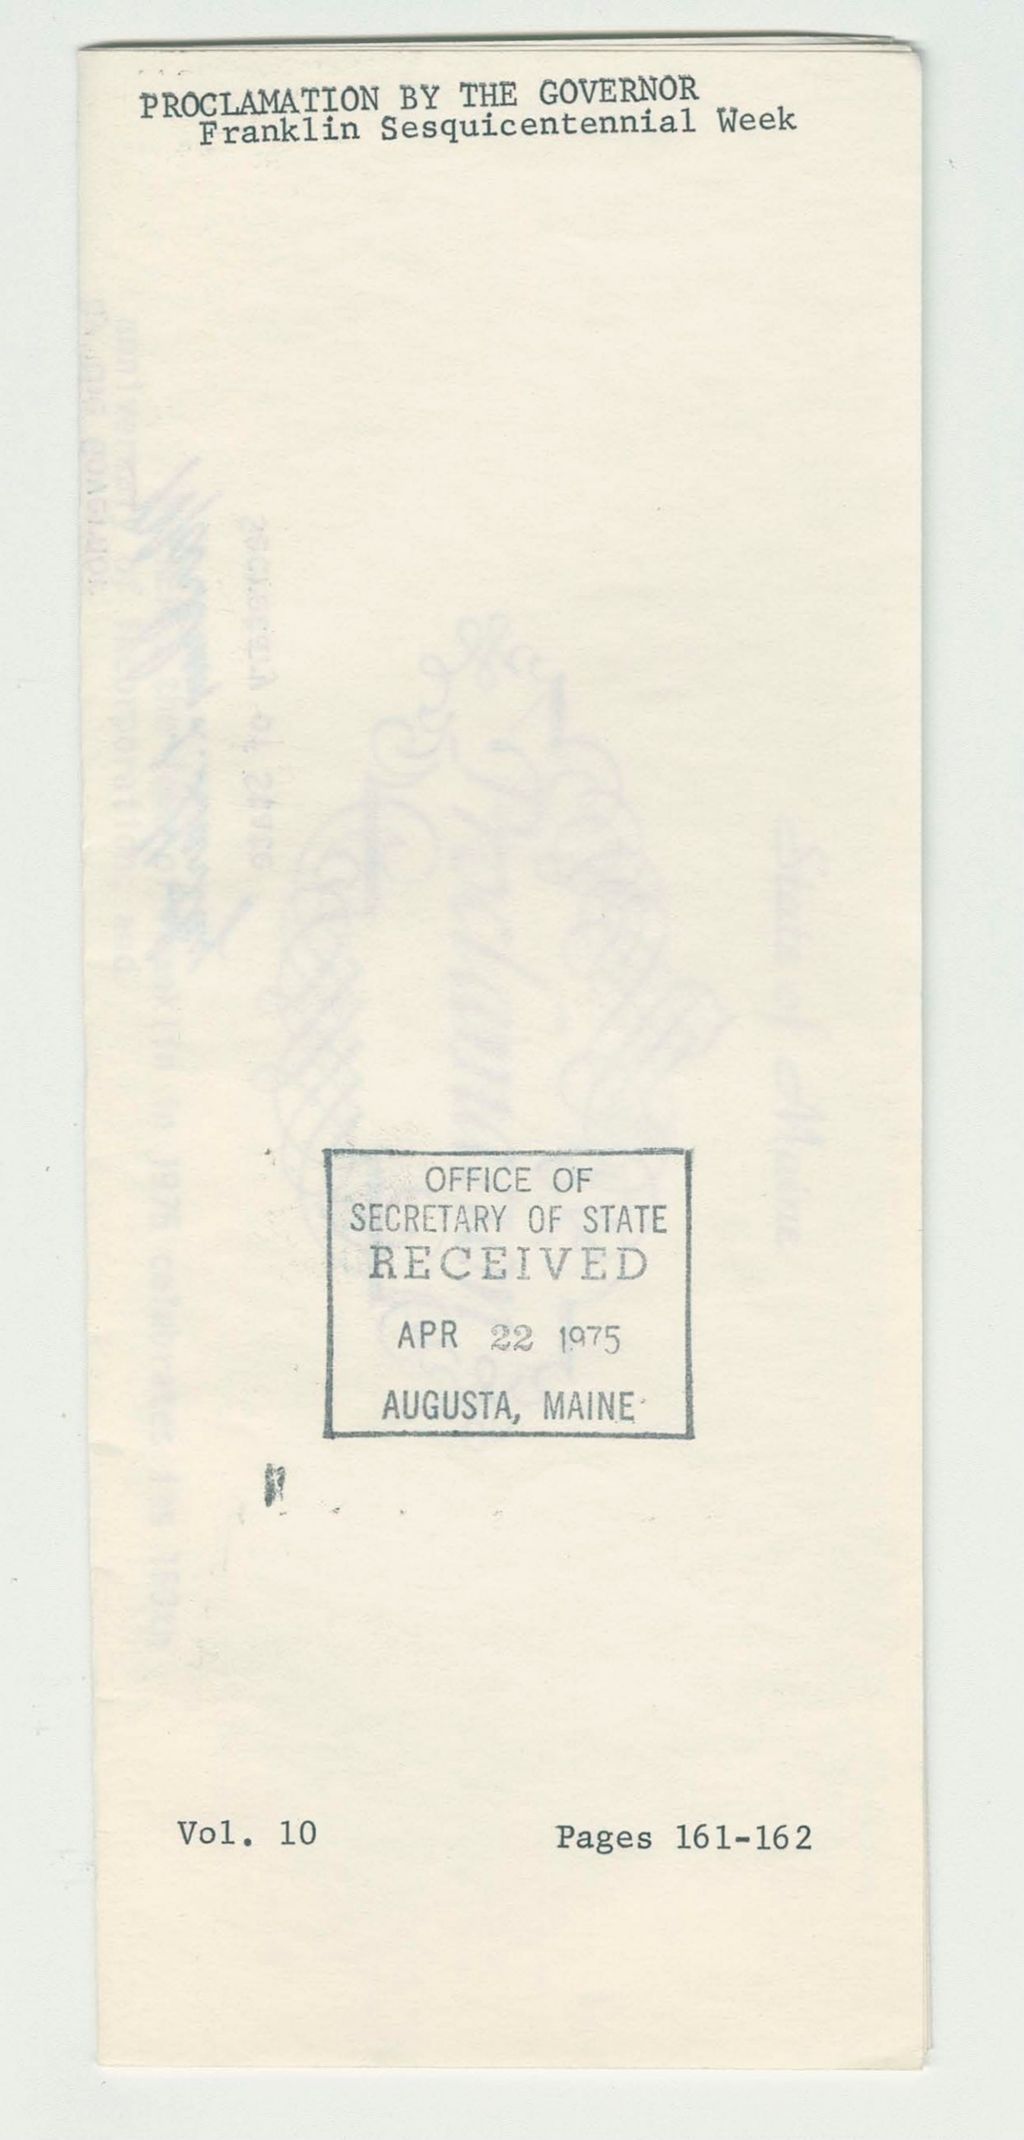 PROCLAMATION BY THE GOVERNOR
Franklin Sesquicentennial Week
OFFICE OF
SECRETARY OF STATE
RECEIVED
APR 22 1975
AUGUSTA, MAINE
Vol. 10 Pages 161-162